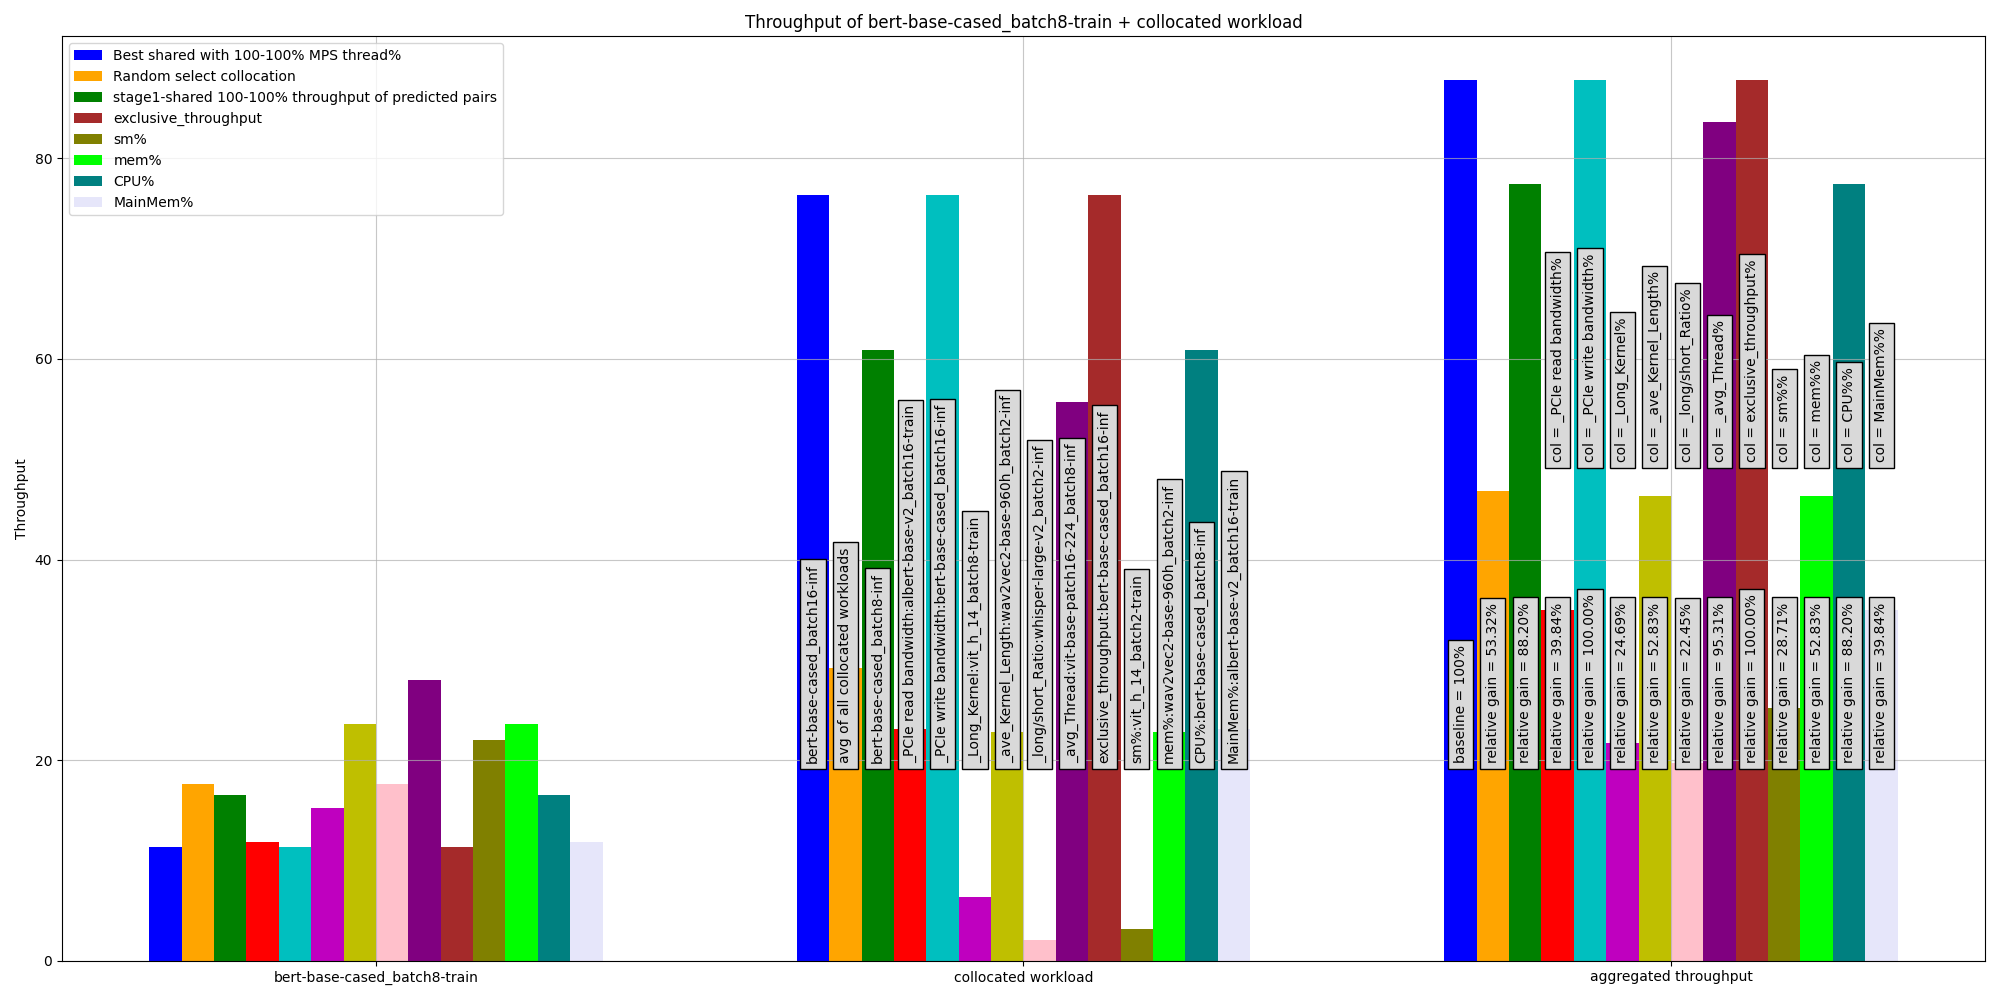 Throughput of bert-base-cased_batch8-train + collocated workload
Best shared with 100-100% MPS thread%
Random select collocation
stage1-shared 100-100% throughput of predicted pairs
exclusive_throughput
sm%
mem%
CPU%
MainMem%
Throughput
80
60
40
20
0
bert-base-cased_batch16-inf
avg of all collocated workloads
bert-base-cased_batch8-inf
_PCIe read bandwidth:albert-base-v2_batch16-train
_PCIe write bandwidth:bert-base-cased_batch16-inf
_Long_Kernel:vit_h_14_batch8-train
_ave_Kernel_Length:wav2vec2-base-960h_batch2-inf
_long/short_Ratio:whisper-large-v2_batch2-inf
_avg_Thread:vit-base-patch16-224_batch8-inf
exclusive_throughput:bert-base-cased_batch16-inf
sm%:vit_h_14_batch2-train
mem%:wav2vec2-base-960h_batch2-inf
CPU%:bert-base-cased_batch8-inf
MainMem%:albert-base-v2_batch16-train
col = _PCIe read bandwidth%
col = _PCIe write bandwidth%
col = _Long_Kernel%
col = _ave_Kernel_Length%
col = _long/short_Ratio%
col = _avg_Thread%
col = exclusive_throughput%
col = sm%%
col = mem%%
col = CPU%%
col = MainMem%%
baseline = 100%
relative gain = 53.32%
relative gain = 88.20%
relative gain = 39.84%
relative gain = 100.00%
relative gain = 24.69%
relative gain = 52.83%
relative gain = 22.45%
relative gain = 95.31%
relative gain = 100.00%
relative gain = 28.71%
relative gain = 52.83%
relative gain = 88.20%
relative gain = 39.84%
bert-base-cased_batch8-train
collocated workload
aggregated throughput